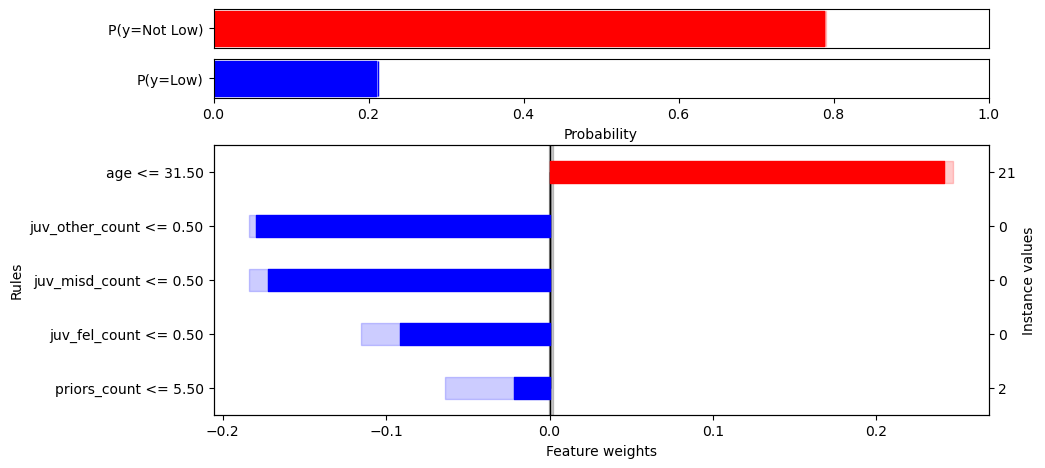 P(y=Not Low)
P(y=Low)
0.0 0.2 0.4 0.6 0.8 1.0
Probability
age <= 31.50 21
juv_other_count <= 0.50 0
juv_misd_count <= 0.50 0
juv_fel_count <= 0.50 0
priors_count <= 5.50 2
Rules
Instance values
−0.2 −0.1 0.0 0.1 0.2
Feature weights